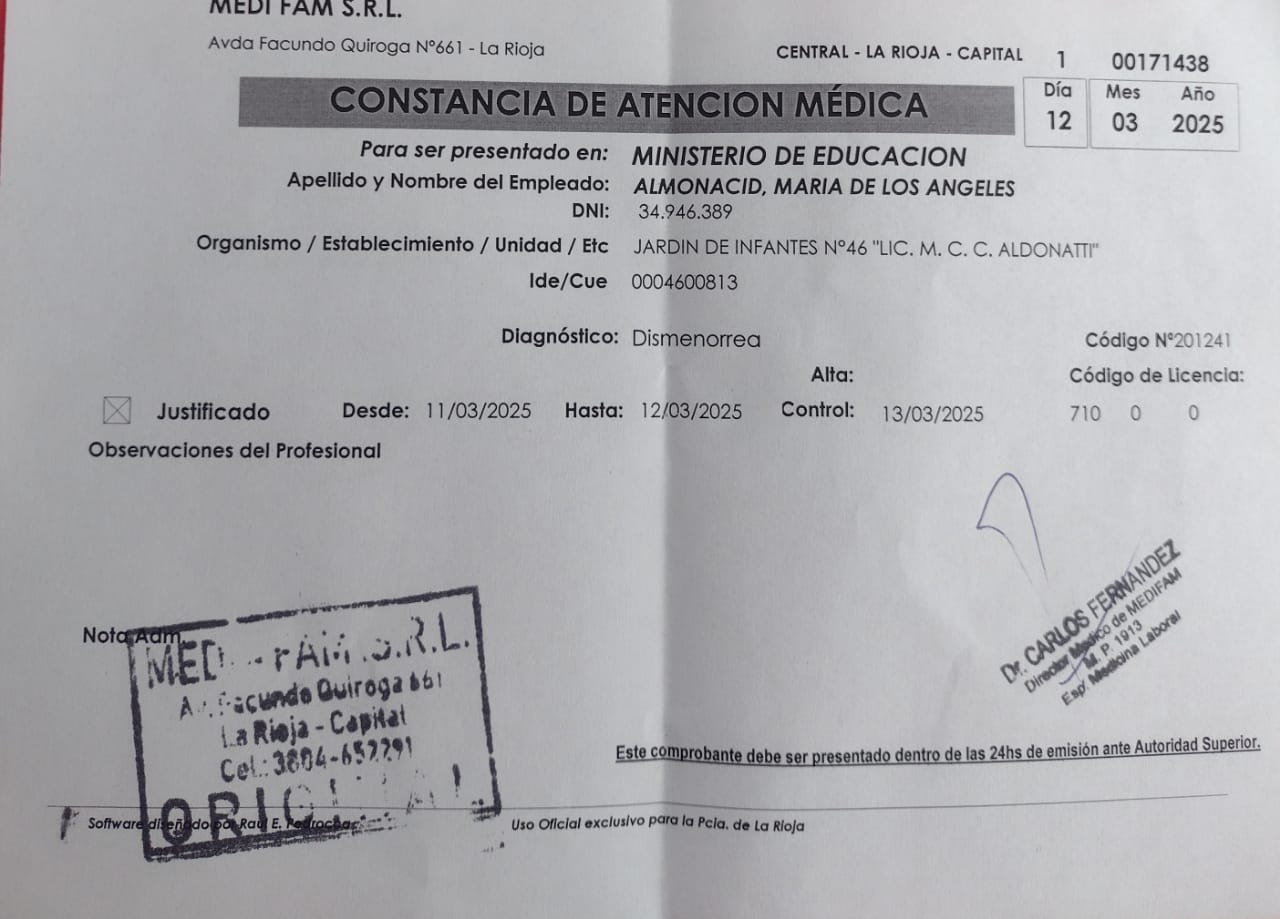 MEDI FAM S.R.L.
Avda Facundo Quiroga Nº661 - La Rioja
CENTRAL - LA RIOJA - CAPITAL 1 00171438
CONSTANCIA DE ATENCION MÉDICA
Día Mes Año
12 03 2025
Para ser presentado en: MINISTERIO DE EDUCACION
Apellido y Nombre del Empleado: ALMONACID, MARIA DE LOS ANGELES
DNI: 34.946.389
Organismo / Establecimiento / Unidad / Etc JARDIN DE INFANTES Nº46 "LIC. M. C. C. ALDONATTI"
Ide/Cue 0004600813
Diagnóstico: Dismenorrea Código Nº201241
Alta: Código de Licencia:
Justificado Desde: 11/03/2025 Hasta: 12/03/2025 Control: 13/03/2025 710 0 0
Observaciones del Profesional
Dr. CARLOS FERNANDEZ
Director Médico de MEDIFAM
M. P. 1913
Esp. Medicina Laboral
Nota Adm.
S.R.L.
Facundo Quiroga 661
La Rioja - Capital
Cel.: 3804-652291
Este comprobante debe ser presentado dentro de las 24hs de emisión ante Autoridad Superior.
Software diseñado por Raul E.
Uso Oficial exclusivo para la Pcia. de La Rioja